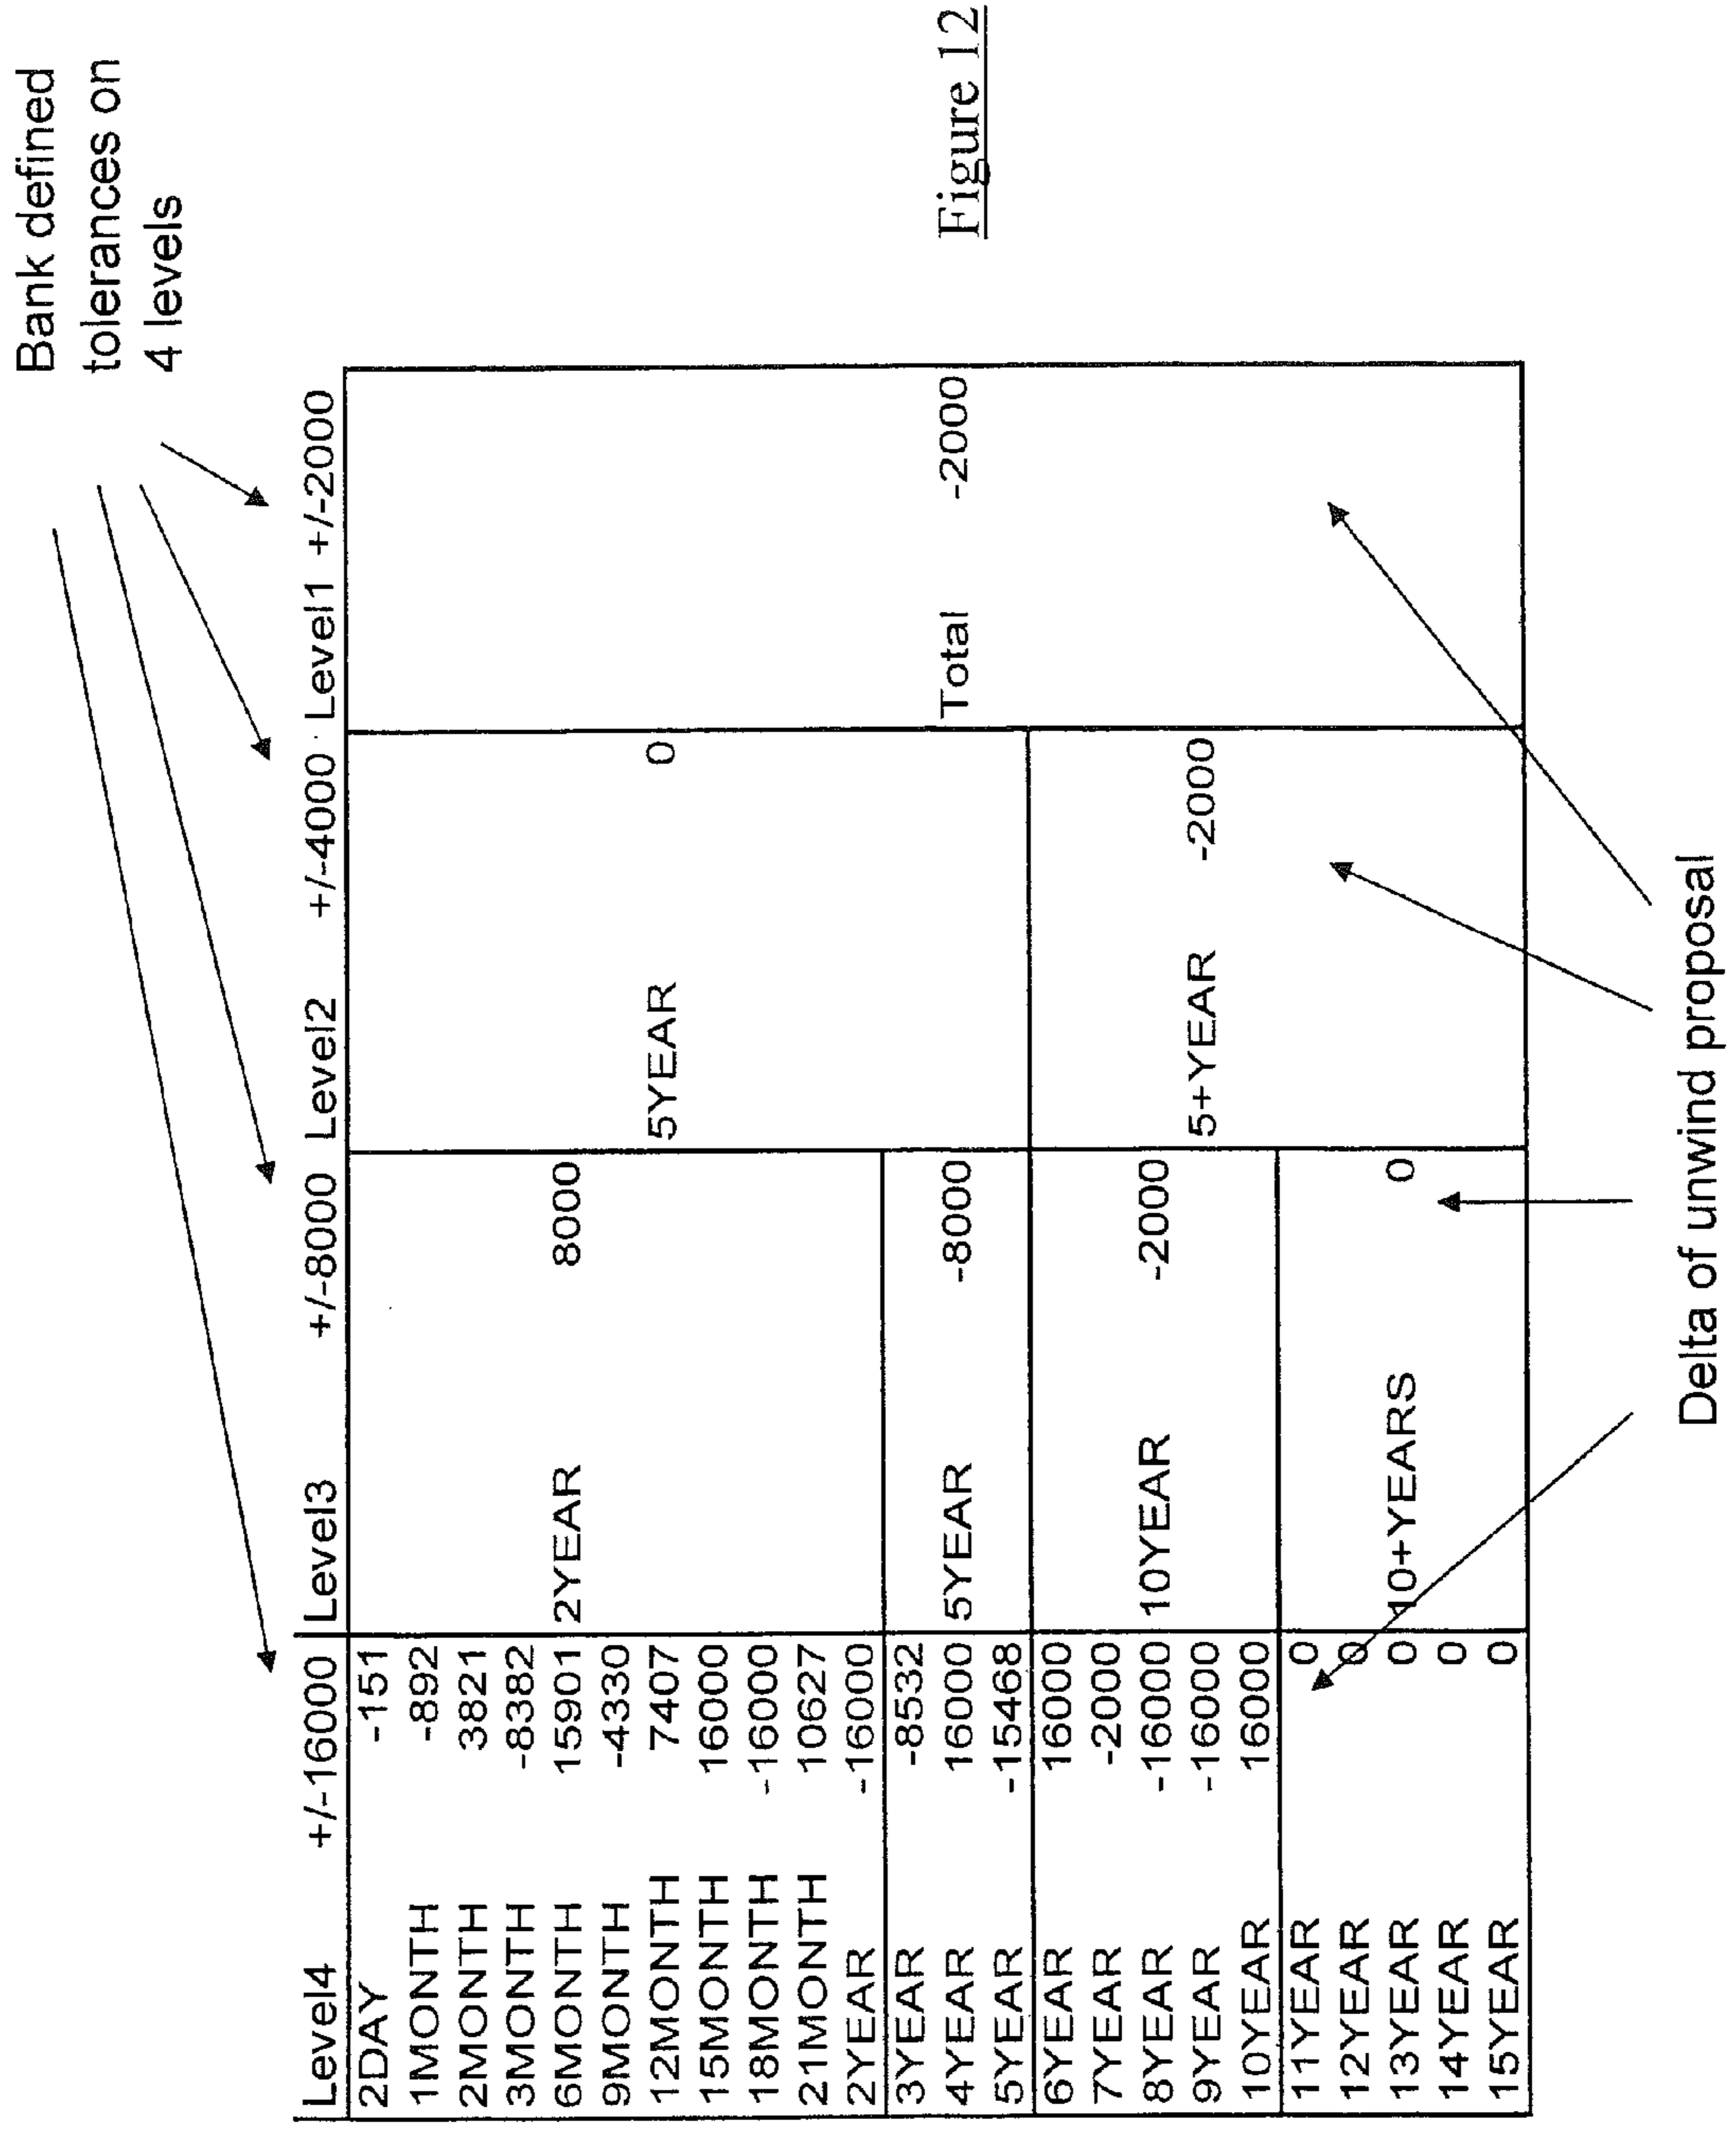 Bank defined
tolerances on
4 levels
Level4 +/-16000 Level3 +/-8000 Level2 +/-4000 Level1 +/-2000
2DAY -151
1MONTH -892
2MONTH 3821
3MONTH -8382
6MONTH 15901 2YEAR 8000
9MONTH -4330
12MONTH 7407 5YEAR 0
15MONTH 16000
18MONTH -16000
21MONTH 10627
2YEAR -16000
3YEAR -8532
4YEAR 16000 5YEAR -8000 Total -2000
5YEAR -15468
6YEAR 16000
7YEAR -2000
8YEAR -16000 10YEAR -2000
9YEAR -16000 5+YEAR -2000
10YEAR 16000
11YEAR 0
12YEAR 0
13YEAR 0 10+YEARS 0
14YEAR 0
15YEAR 0
Delta of unwind proposal
Figure 12